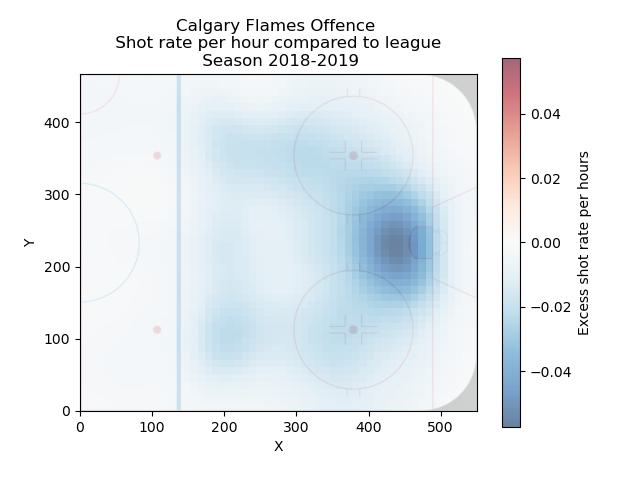 Calgary Flames Offence
Shot rate per hour compared to league
Season 2018-2019
400
300
200
100
0
Y
0 100 200 300 400 500
X
0.04
0.02
0.00
−0.02
−0.04
Excess shot rate per hours